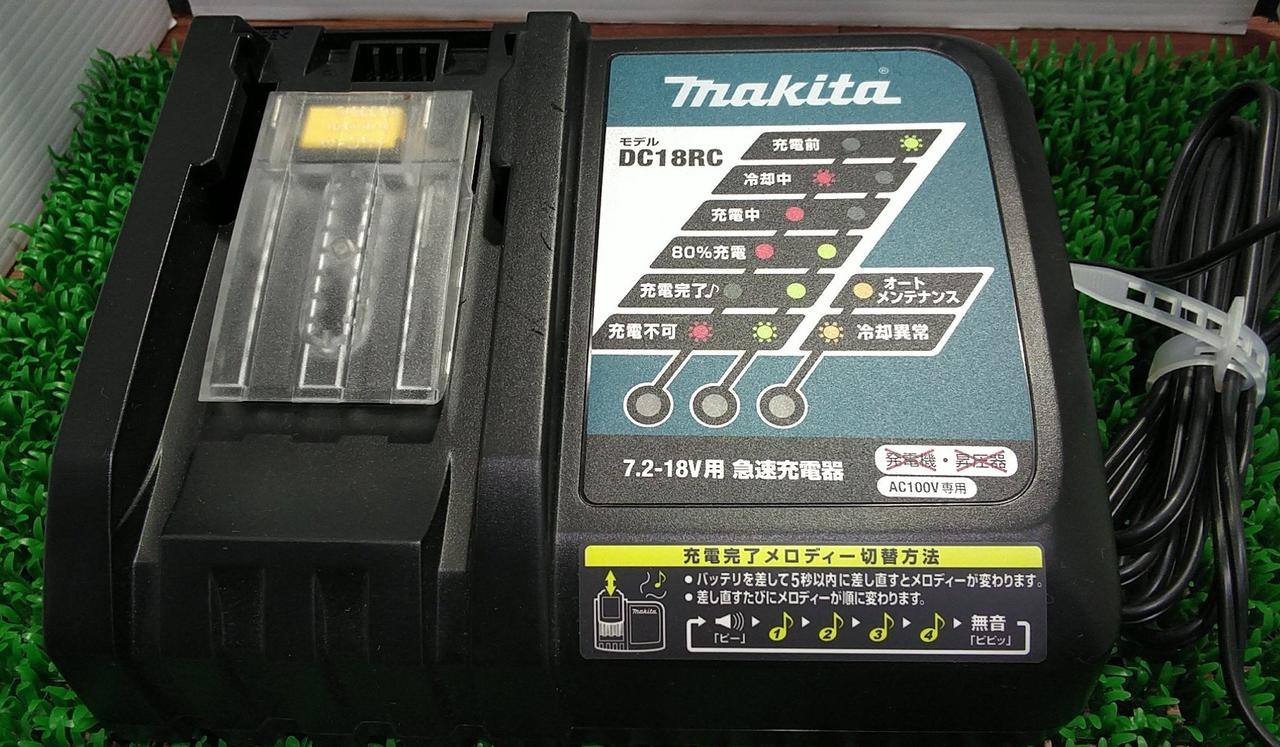 makita®
モデル
DC18RC
充電前
冷却中
充電中
80%充電
充電完了♪
オート
メンテナンス
充電不可
冷却異常
7.2-18V用 急速充電器
発電機・昇圧器
AC100V専用
充電完了メロディー切替方法
●バッテリを差して5秒以内に差し直すとメロディーが変わります。
●差し直すたびにメロディーが順に変わります。
makita
「ピー」 1 2 3 4 無音
「ピピッ」